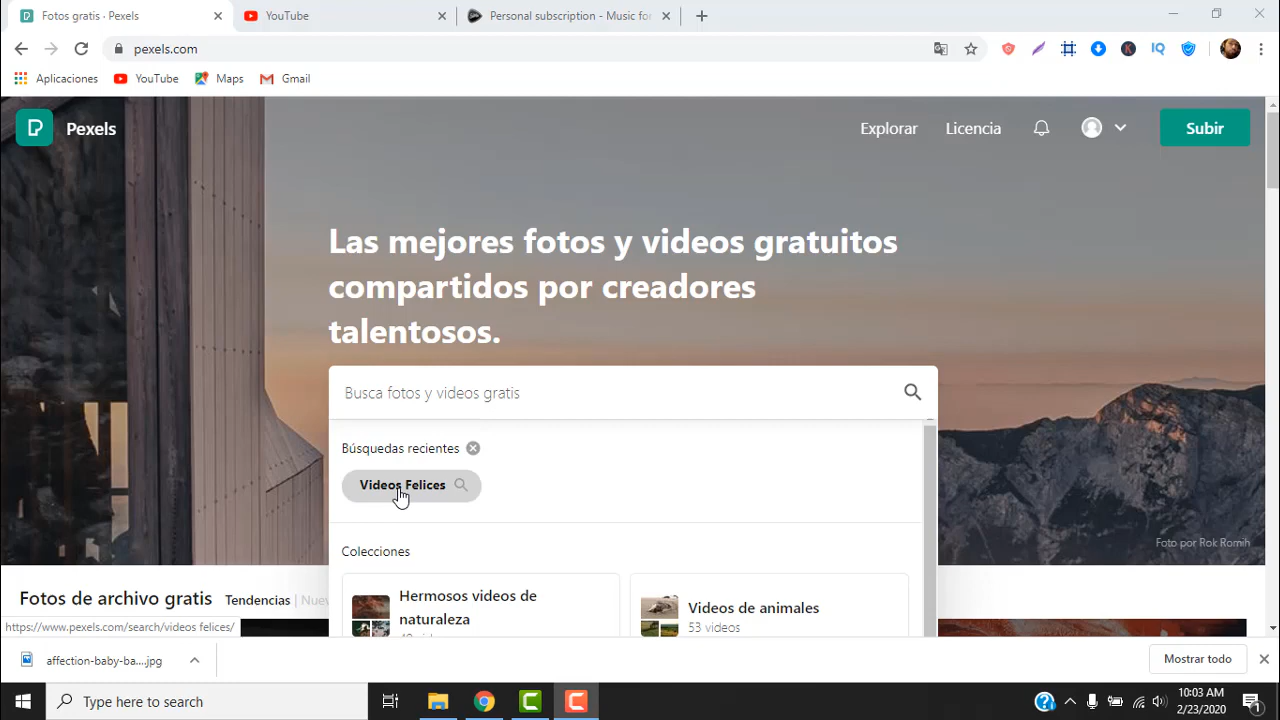 Fotos gratis · Pexels
YouTube
Personal subscription - Music for
pexels.com
Aplicaciones YouTube Maps Gmail
Pexels
Explorar Licencia Subir
Las mejores fotos y videos gratuitos
compartidos por creadores
talentosos.
Busca fotos y videos gratis
Búsquedas recientes
Videos Felices
Colecciones
Hermosos videos de
naturaleza
Videos de animales
53 videos
Foto por Rok Romih
Fotos de archivo gratis Tendencias
https://www.pexels.com/search/videos felices/
affection-baby-ba....jpg
Mostrar todo
Type here to search
10:03 AM
2/23/2020